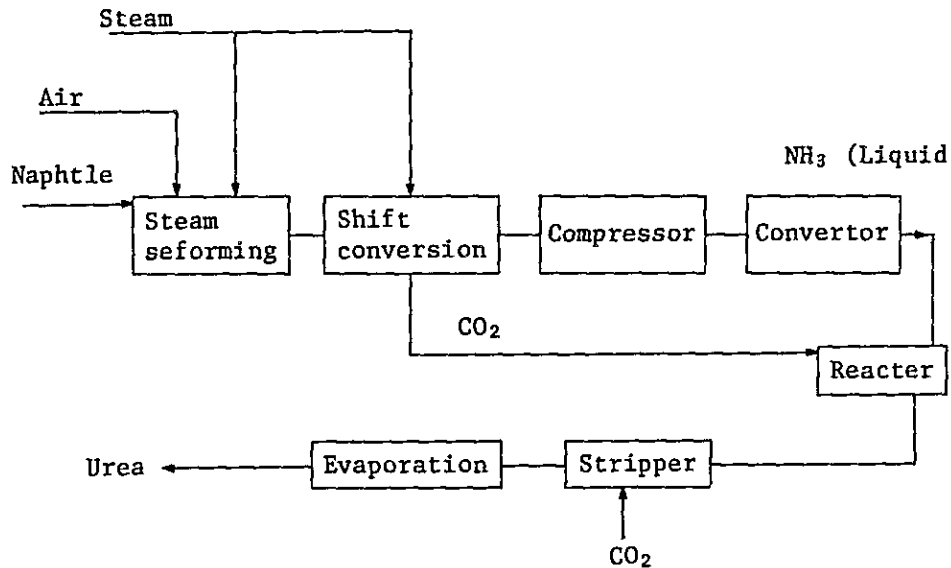 Steam
Air
Naphtle
NH₃ (Liquid
Steam
seforming
Shift
conversion
Compressor
Convertor
CO₂
Reacter
Urea
Evaporation
Stripper
CO₂